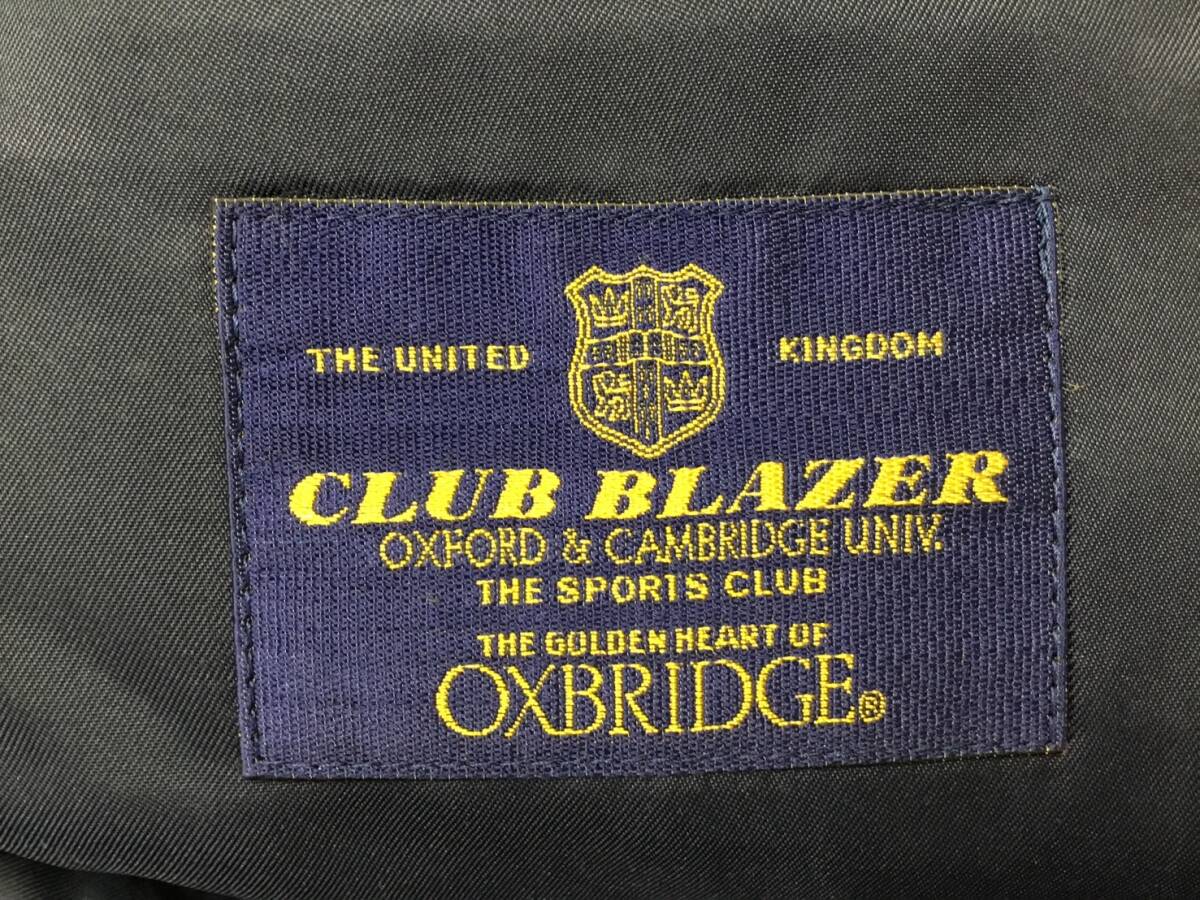 THE UNITED KINGDOM
CLUB BLAZER
OXFORD & CAMBRIDGE UNIV.
THE SPORTS CLUB
THE GOLDEN HEART OF
OXBRIDGE®